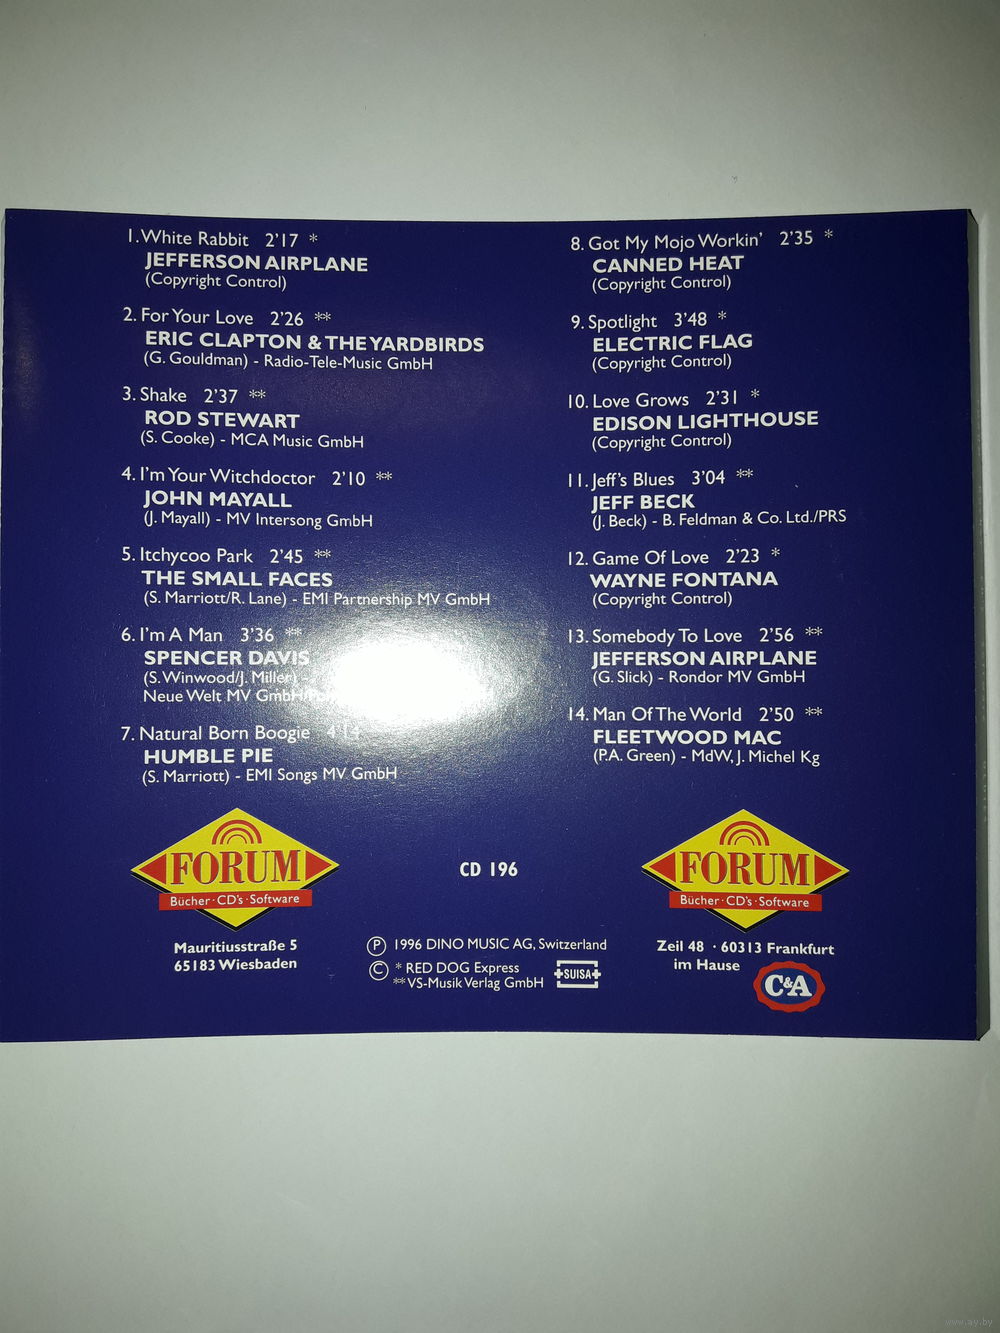 1. White Rabbit 2'17 *
JEFFERSON AIRPLANE
(Copyright Control)
2. For Your Love 2'26 **
ERIC CLAPTON & THE YARDBIRDS
(G. Gouldman) - Radio-Tele-Music GmbH
3. Shake 2'37 **
ROD STEWART
(S. Cooke) - MCA Music GmbH
4. I'm Your Witchdoctor 2'10 **
JOHN MAYALL
(J. Mayall) - MV Intersong GmbH
5. Itchycoo Park 2'45 **
THE SMALL FACES
(S. Marriott/R. Lane) - EMI Partnership MV GmbH
6. I'm A Man 3'36 **
SPENCER DAVIS
(S. Winwood/J. Miller) -
Neue Welt MV GmbH/
7. Natural Born Boogie 4'14
HUMBLE PIE
(S. Marriott) - EMI Songs MV GmbH
8. Got My Mojo Workin' 2'35 *
CANNED HEAT
(Copyright Control)
9. Spotlight 3'48 *
ELECTRIC FLAG
(Copyright Control)
10. Love Grows 2'31 *
EDISON LIGHTHOUSE
(Copyright Control)
11. Jeff's Blues 3'04 **
JEFF BECK
(J. Beck) - B. Feldman & Co. Ltd./PRS
12. Game Of Love 2'23 *
WAYNE FONTANA
(Copyright Control)
13. Somebody To Love 2'56 **
JEFFERSON AIRPLANE
(G. Slick) - Rondor MV GmbH
14. Man Of The World 2'50 **
FLEETWOOD MAC
(P.A. Green) - MdW, J. Michel Kg
FORUM
Bücher · CD's · Software
Mauritiusstraße 5
65183 Wiesbaden
CD 196
Ⓟ 1996 DINO MUSIC AG, Switzerland
© * RED DOG Express
** VS-Musik Verlag GmbH
SUISA
FORUM
Bücher · CD's · Software
Zeil 48 · 60313 Frankfurt
im Hause
C&A
www.ay.by